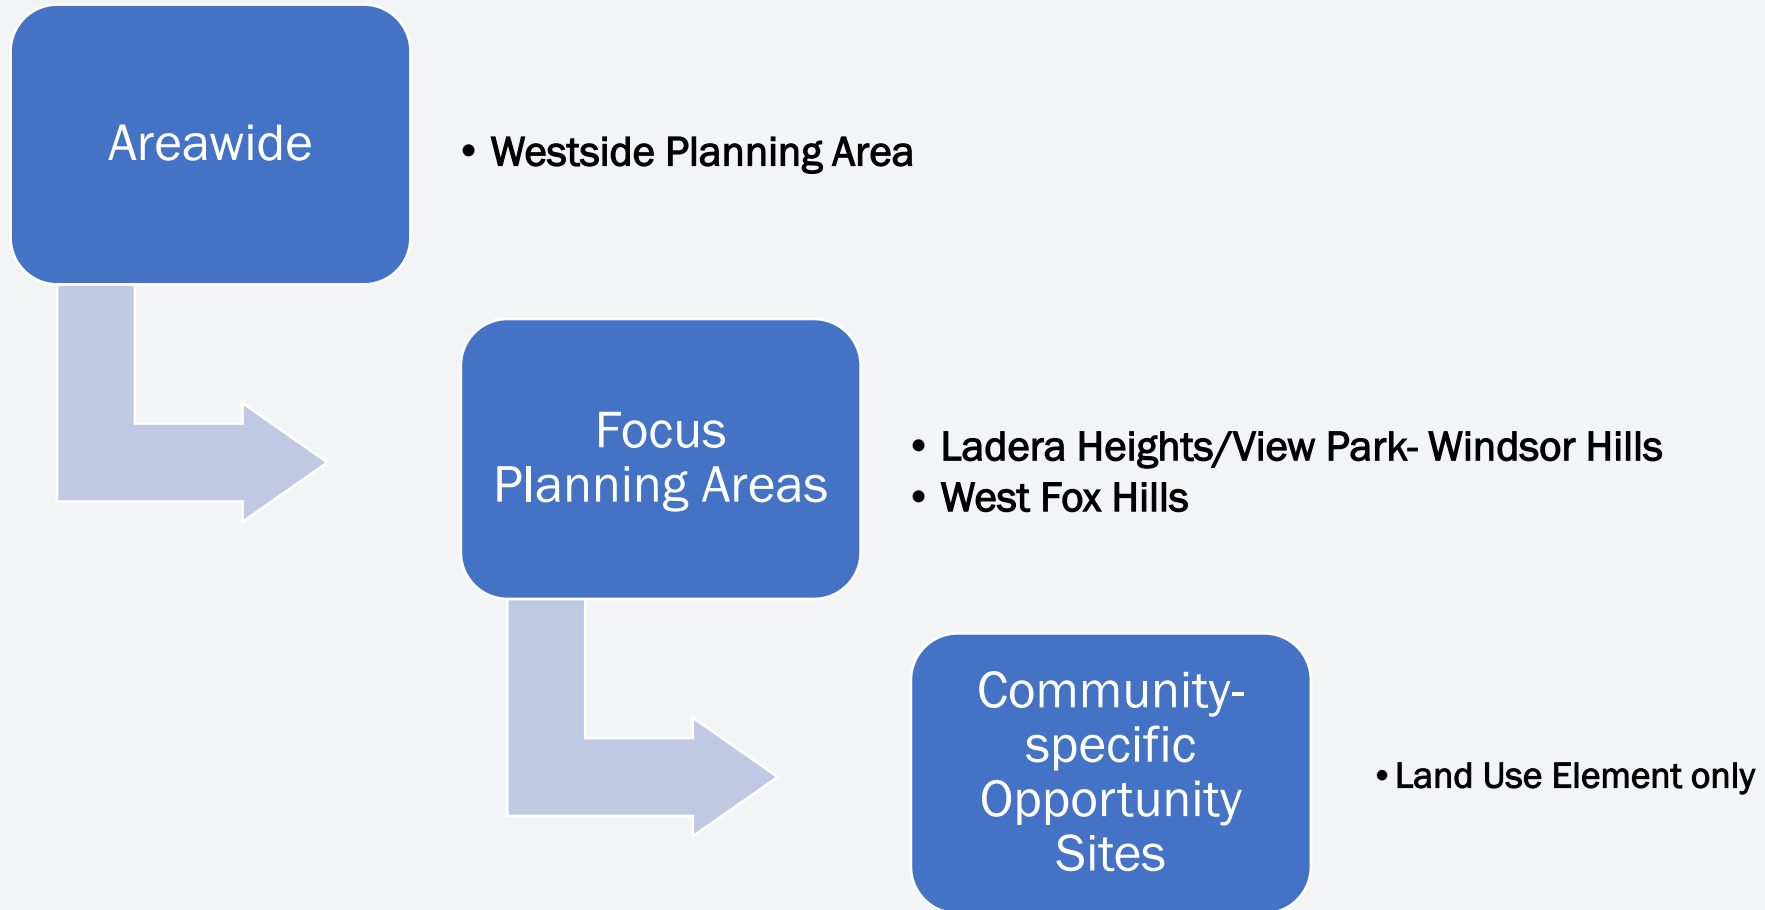 Areawide
• Westside Planning Area
Focus
Planning Areas
• Ladera Heights/View Park- Windsor Hills
• West Fox Hills
Community-
specific
Opportunity
Sites
• Land Use Element only